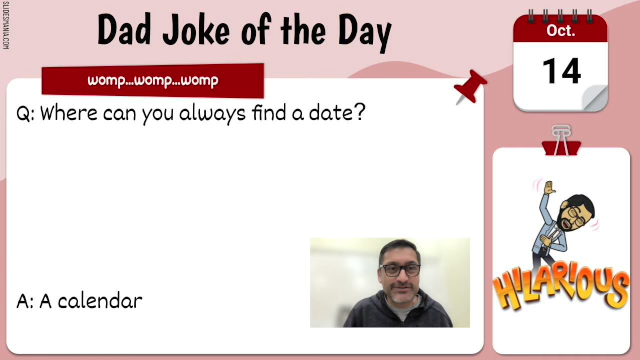 SLIDESMANIA.COM
Dad Joke of the Day
womp...womp...womp
Oct.
14
Q: Where can you always find a date?
A: A calendar
HILARIOUS